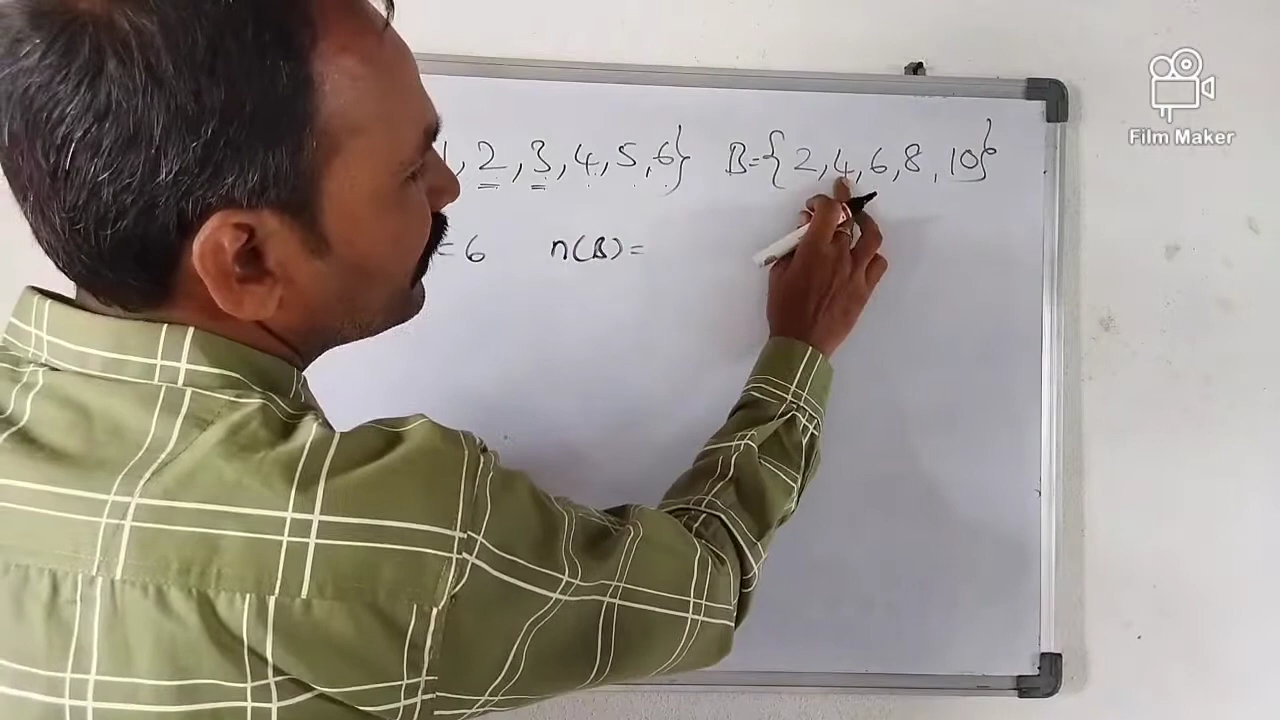 1, 2, 3, 4, 5, 6} B={2,4,6,8,10}
=6 n(B)=
Film Maker